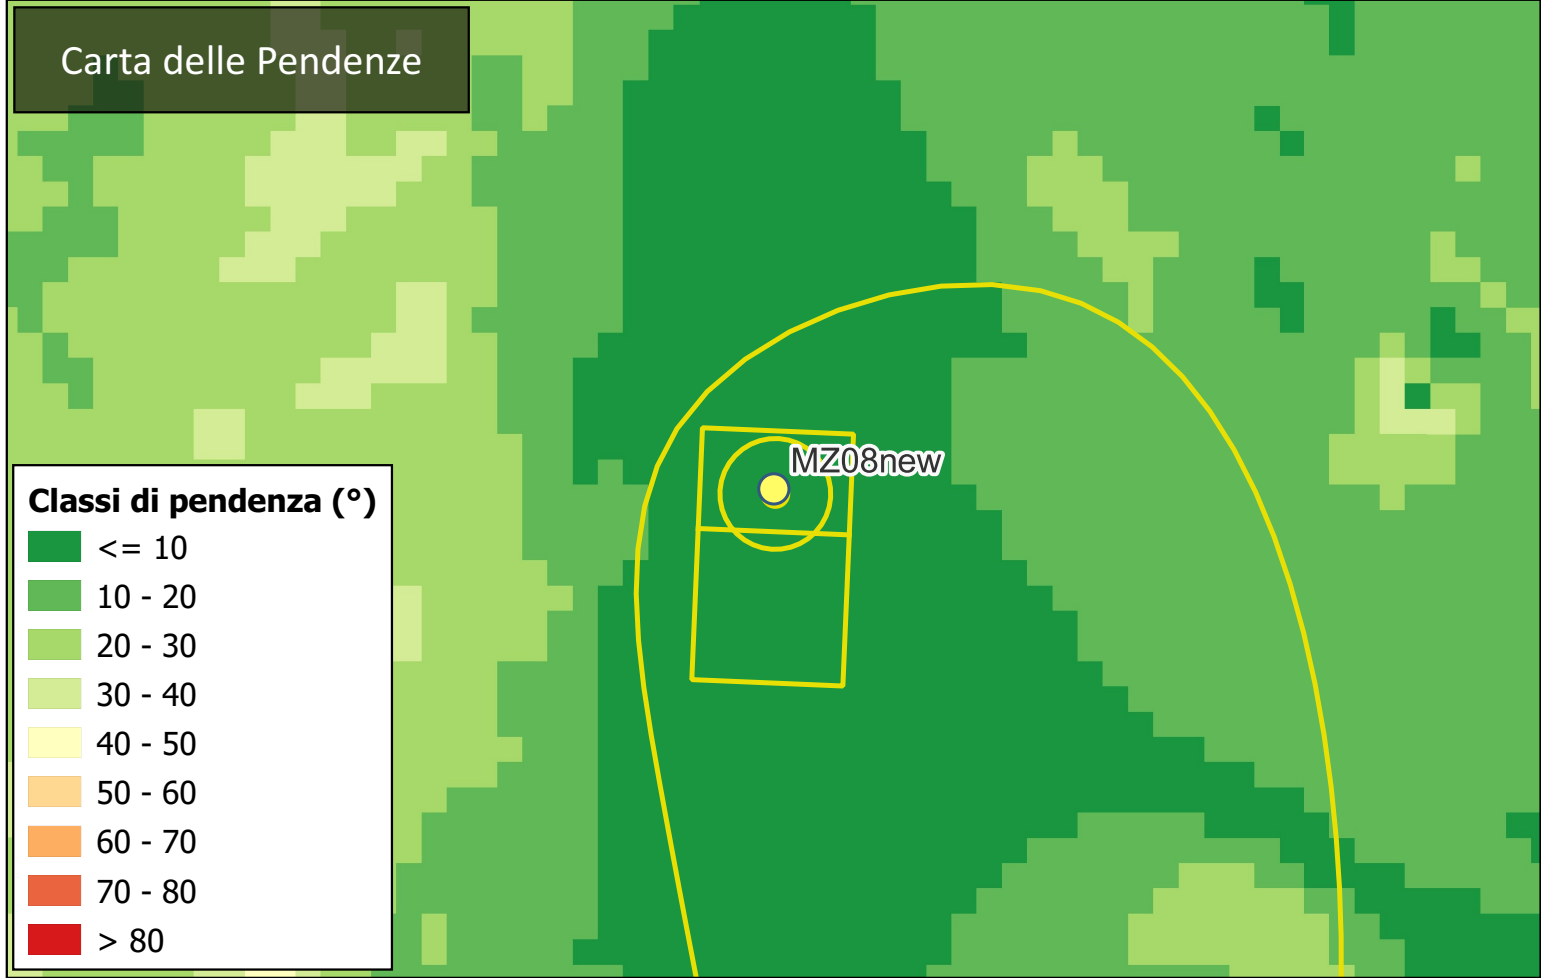 Carta delle Pendenze
MZ08new
Classi di pendenza (°)
<= 10
10 - 20
20 - 30
30 - 40
40 - 50
50 - 60
60 - 70
70 - 80
> 80